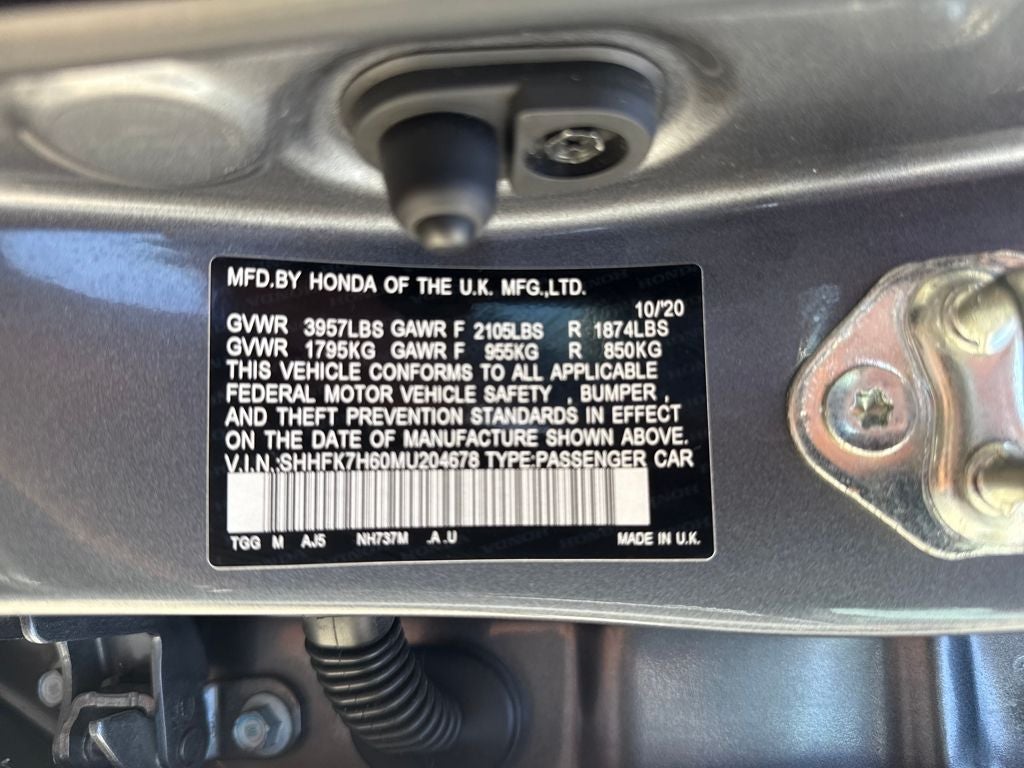 MFD.BY HONDA OF THE U.K. MFG.,LTD.
10/'20
GVWR 3957LBS GAWR F 2105LBS R 1874LBS
GVWR 1795KG GAWR F 955KG R 850KG
THIS VEHICLE CONFORMS TO ALL APPLICABLE
FEDERAL MOTOR VEHICLE SAFETY , BUMPER ,
AND THEFT PREVENTION STANDARDS IN EFFECT
ON THE DATE OF MANUFACTURE SHOWN ABOVE.
V.I.N.:SHHFK7H60MU204678 TYPE:PASSENGER CAR
TGG M AJ5 NH737M .A .U MADE IN U.K.